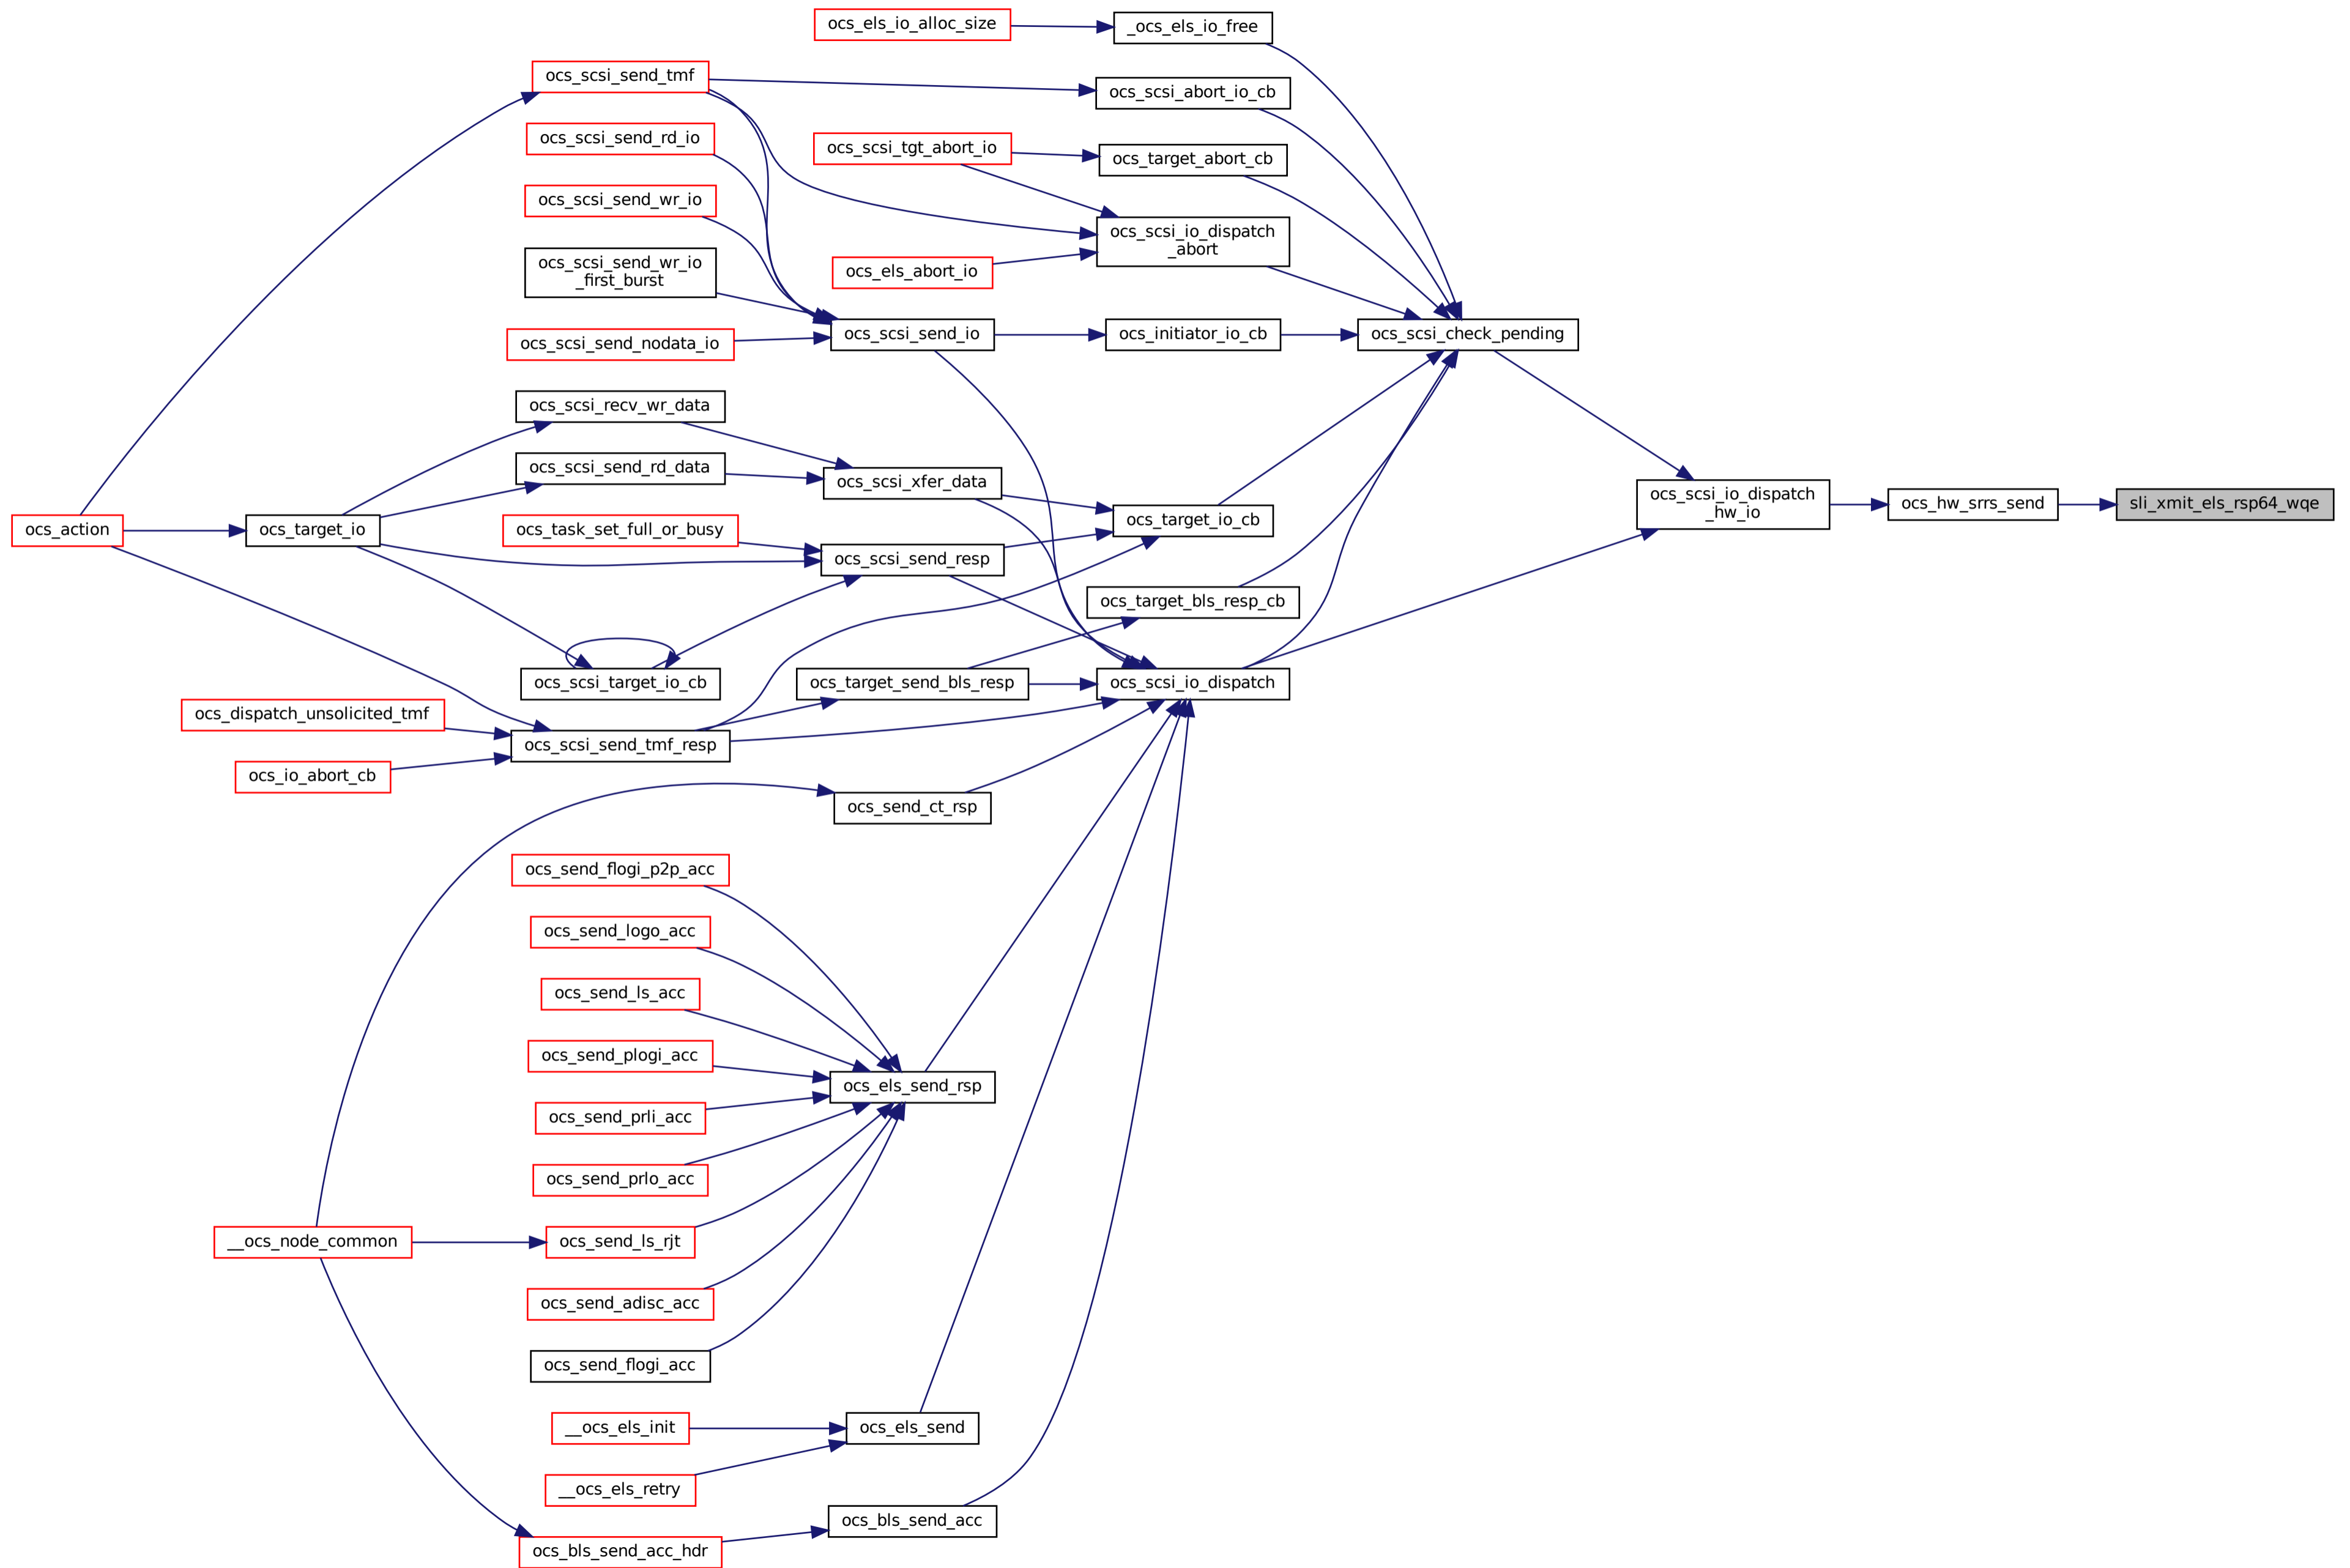 ocs_els_io_alloc_size
_ocs_els_io_free
ocs_scsi_send_tmf
ocs_scsi_abort_io_cb
ocs_scsi_send_rd_io
ocs_scsi_tgt_abort_io
ocs_target_abort_cb
ocs_scsi_send_wr_io
ocs_scsi_io_dispatch
_abort
ocs_scsi_send_wr_io
_first_burst
ocs_els_abort_io
ocs_scsi_send_nodata_io
ocs_scsi_send_io
ocs_initiator_io_cb
ocs_scsi_check_pending
ocs_scsi_recv_wr_data
ocs_scsi_send_rd_data
ocs_scsi_xfer_data
ocs_scsi_io_dispatch
_hw_io
ocs_hw_srrs_send
sli_xmit_els_rsp64_wqe
ocs_action
ocs_target_io
ocs_task_set_full_or_busy
ocs_target_io_cb
ocs_scsi_send_resp
ocs_target_bls_resp_cb
ocs_scsi_target_io_cb
ocs_target_send_bls_resp
ocs_scsi_io_dispatch
ocs_dispatch_unsolicited_tmf
ocs_scsi_send_tmf_resp
ocs_io_abort_cb
ocs_send_ct_rsp
ocs_send_flogi_p2p_acc
ocs_send_logo_acc
ocs_send_ls_acc
ocs_send_plogi_acc
ocs_els_send_rsp
ocs_send_prli_acc
ocs_send_prlo_acc
__ocs_node_common
ocs_send_ls_rjt
ocs_send_adisc_acc
ocs_send_flogi_acc
__ocs_els_init
ocs_els_send
__ocs_els_retry
ocs_bls_send_acc
ocs_bls_send_acc_hdr